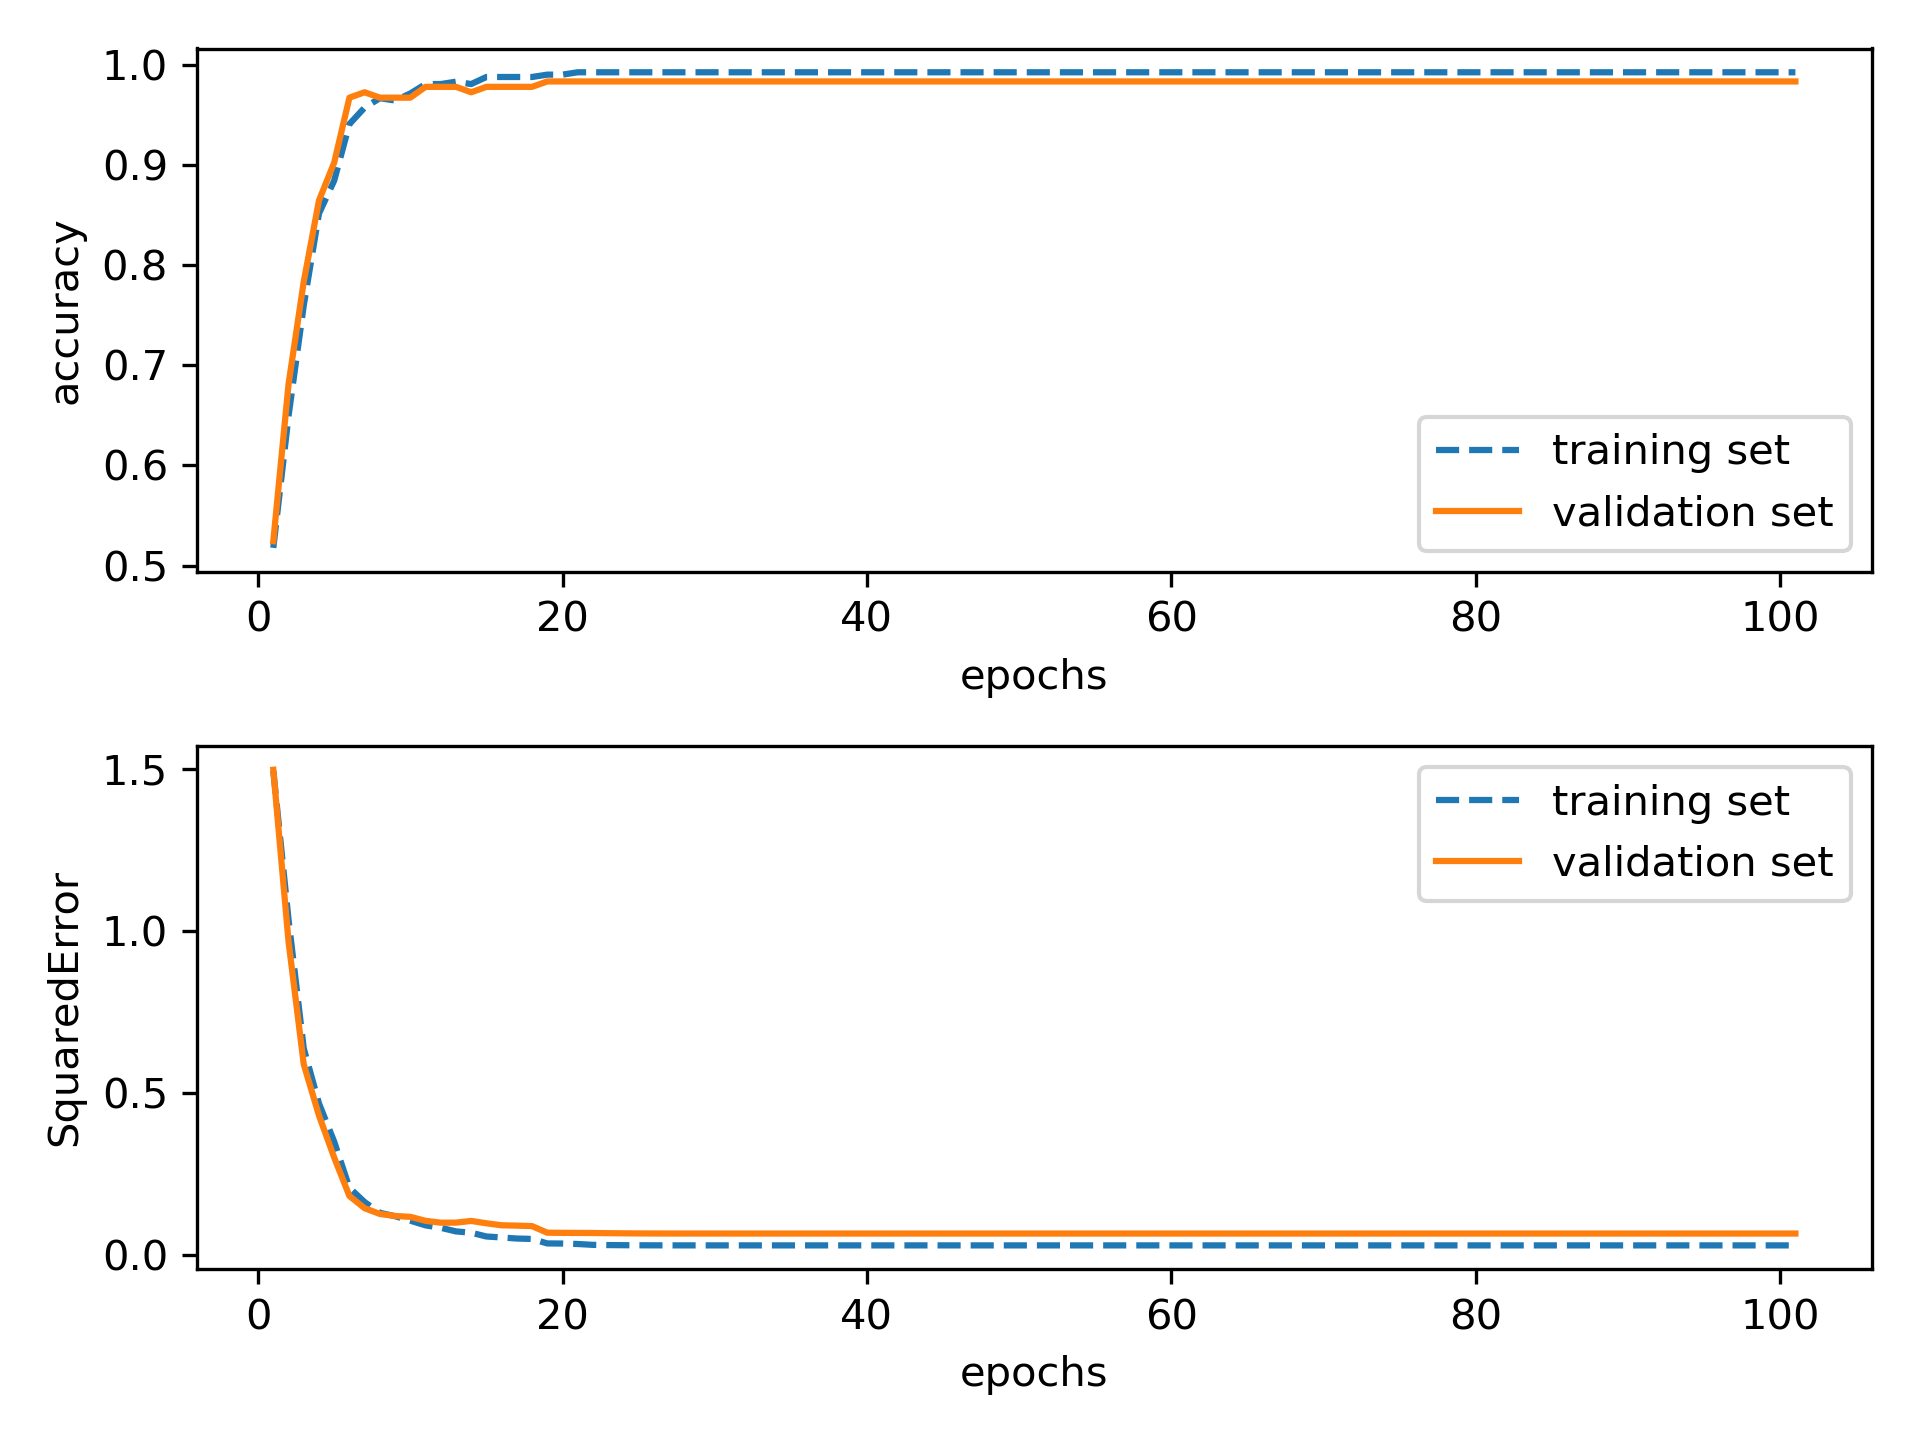 1.0
0.9
0.8
0.7
0.6
0.5
accuracy
training set
validation set
0 20 40 60 80 100
epochs
1.5
1.0
0.5
0.0
SquaredError
training set
validation set
0 20 40 60 80 100
epochs